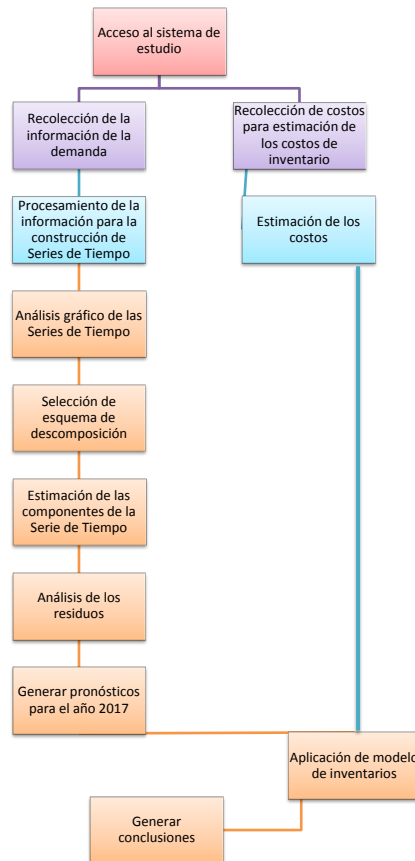 Acceso al sistema de
estudio
Recolección de la
información de la
demanda
Recolección de costos
para estimación de
los costos de
inventario
Procesamiento de la
información para la
construcción de
Series de Tiempo
Estimación de los
costos
Análisis gráfico de las
Series de Tiempo
Selección de
esquema de
descomposición
Estimación de las
componentes de la
Serie de Tiempo
Análisis de los
residuos
Generar pronósticos
para el año 2017
Aplicación de modelo
de inventarios
Generar
conclusiones